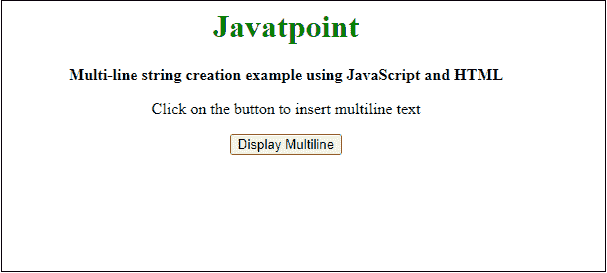 Javatpoint
Multi-line string creation example using JavaScript and HTML
Click on the button to insert multiline text
Display Multiline